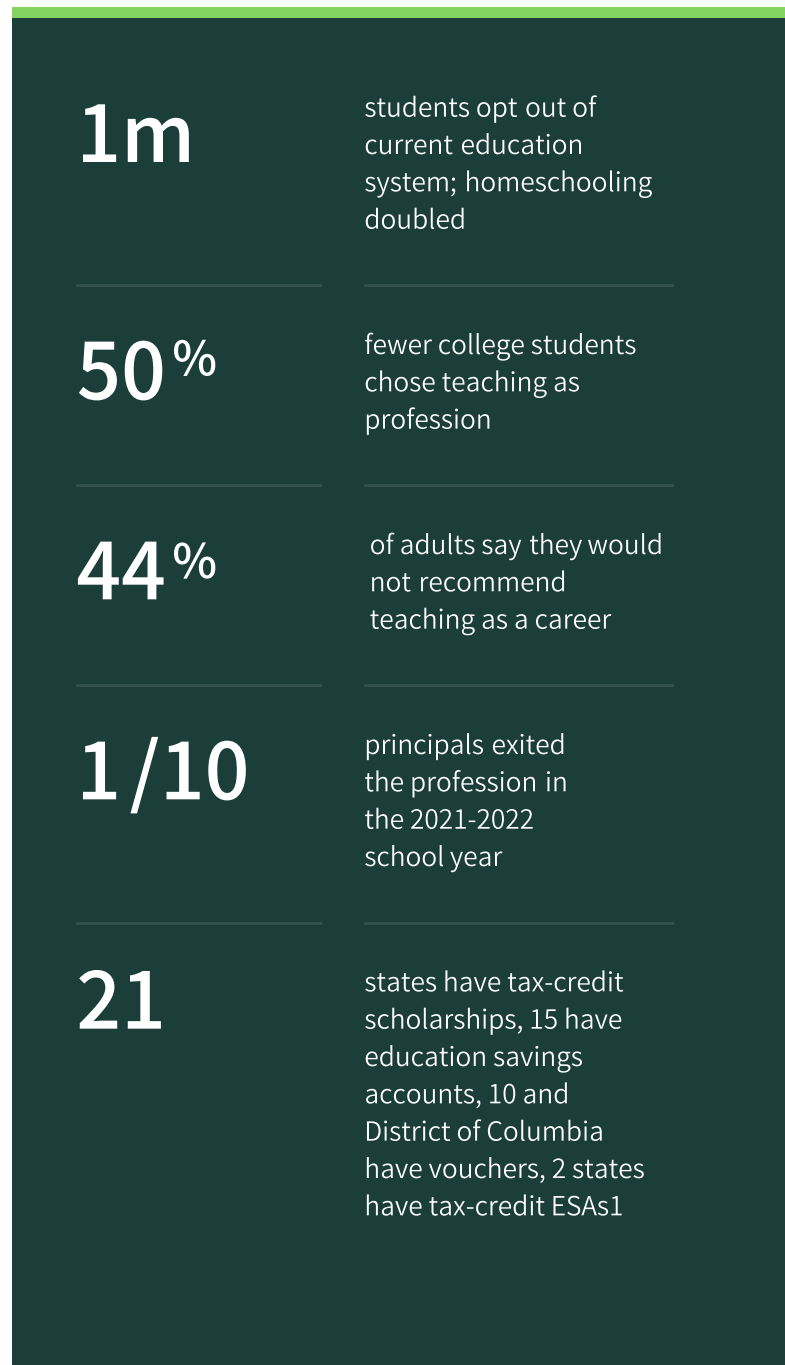 1m
students opt out of
current education
system; homeschooling
doubled
50%
fewer college students
chose teaching as
profession
44%
of adults say they would
not recommend
teaching as a career
1/10
principals exited
the profession in
the 2021-2022
school year
21
states have tax-credit
scholarships, 15 have
education savings
accounts, 10 and
District of Columbia
have vouchers, 2 states
have tax-credit ESAs1